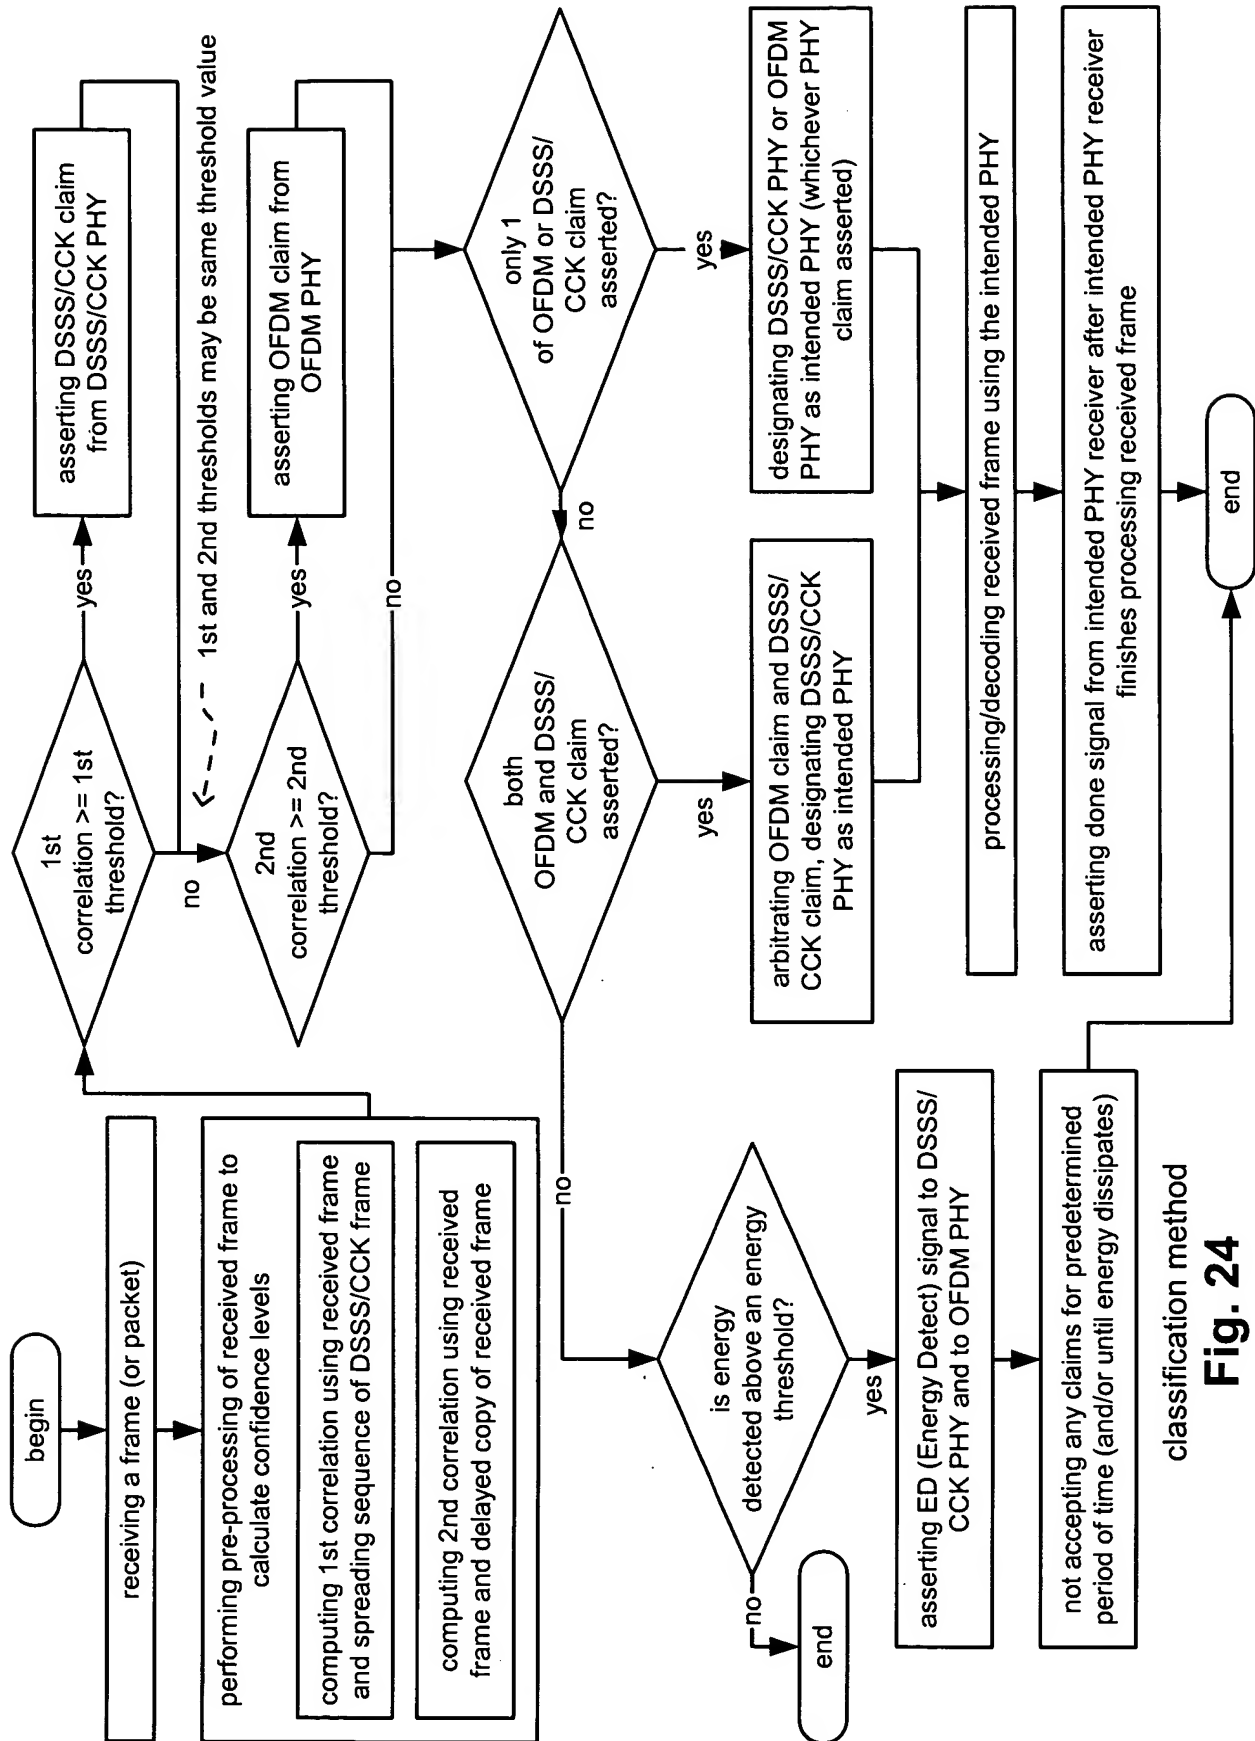 begin
receiving a frame (or packet)
performing pre-processing of received frame to
calculate confidence levels
computing 1st correlation using received frame
and spreading sequence of DSSS/CCK frame
computing 2nd correlation using received
frame and delayed copy of received frame
1st
correlation >= 1st
threshold?
yes
asserting DSSS/CCK claim
from DSSS/CCK PHY
no
1st and 2nd thresholds may be same threshold value
2nd
correlation >= 2nd
threshold?
yes
asserting OFDM claim from
OFDM PHY
no
only 1
of OFDM or DSSS/
CCK claim
asserted?
yes
no
designating DSSS/CCK PHY or OFDM
PHY as intended PHY (whichever PHY
claim asserted)
both
OFDM and DSSS/
CCK claim
asserted?
yes
no
arbitrating OFDM claim and DSSS/
CCK claim, designating DSSS/CCK
PHY as intended PHY
processing/decoding received frame using the intended PHY
asserting done signal from intended PHY receiver after intended PHY receiver
finishes processing received frame
end
is energy
detected above an energy
threshold?
no
end
yes
asserting ED (Energy Detect) signal to DSSS/
CCK PHY and to OFDM PHY
not accepting any claims for predetermined
period of time (and/or until energy dissipates)
classification method
Fig. 24